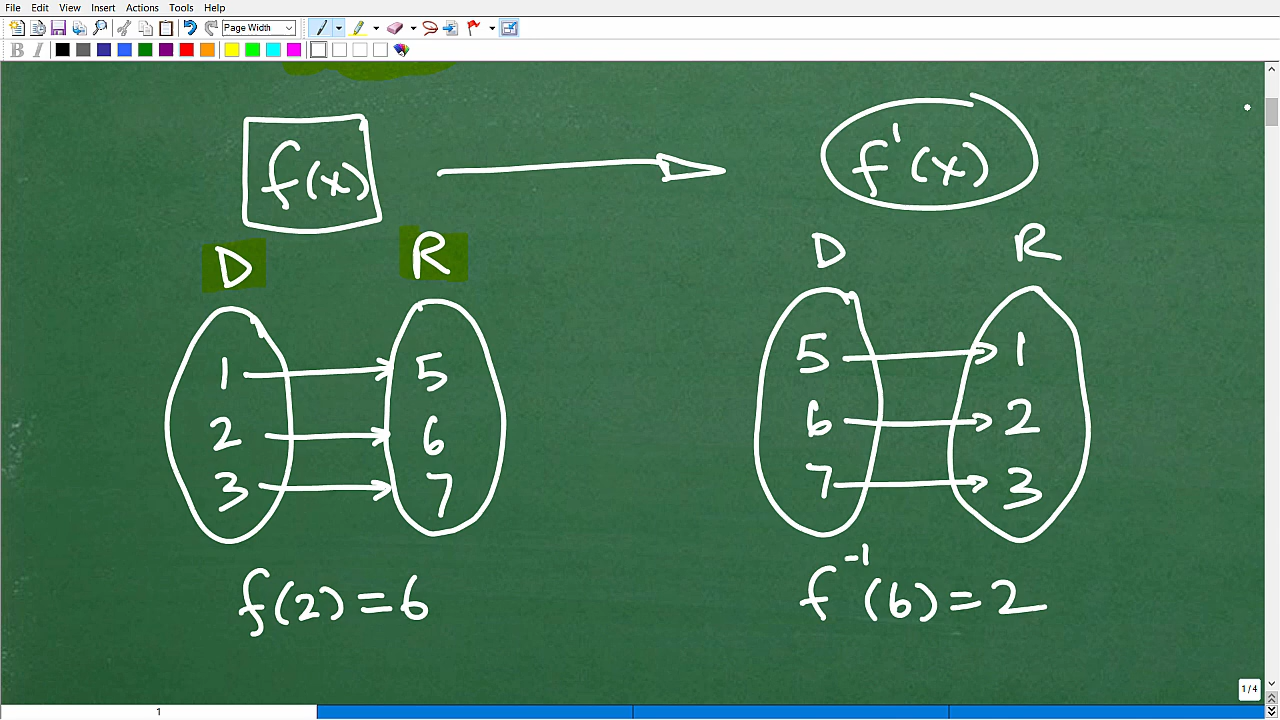 File Edit View Insert Actions Tools Help
Page Width
B I
f(x) f'(x)
D R D R
1 5 5 1
2 6 6 2
3 7 7 3
f(2)=6 f⁻¹(6)=2
1/4
1